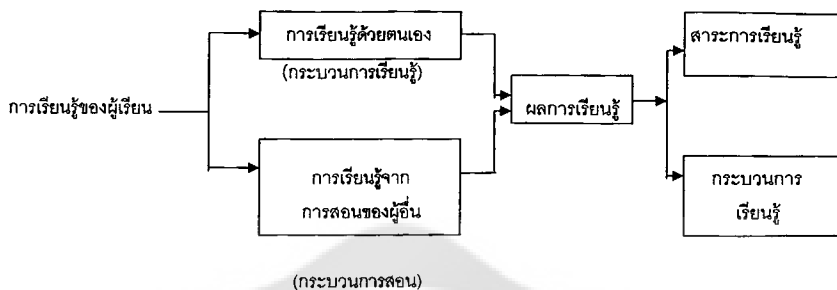 การเรียนรู้ของผู้เรียน
การเรียนรู้ด้วยตนเอง
(กระบวนการเรียนรู้)
การเรียนรู้จาก
การสอนของผู้อื่น
(กระบวนการสอน)
ผลการเรียนรู้
สาระการเรียนรู้
กระบวนการ
เรียนรู้